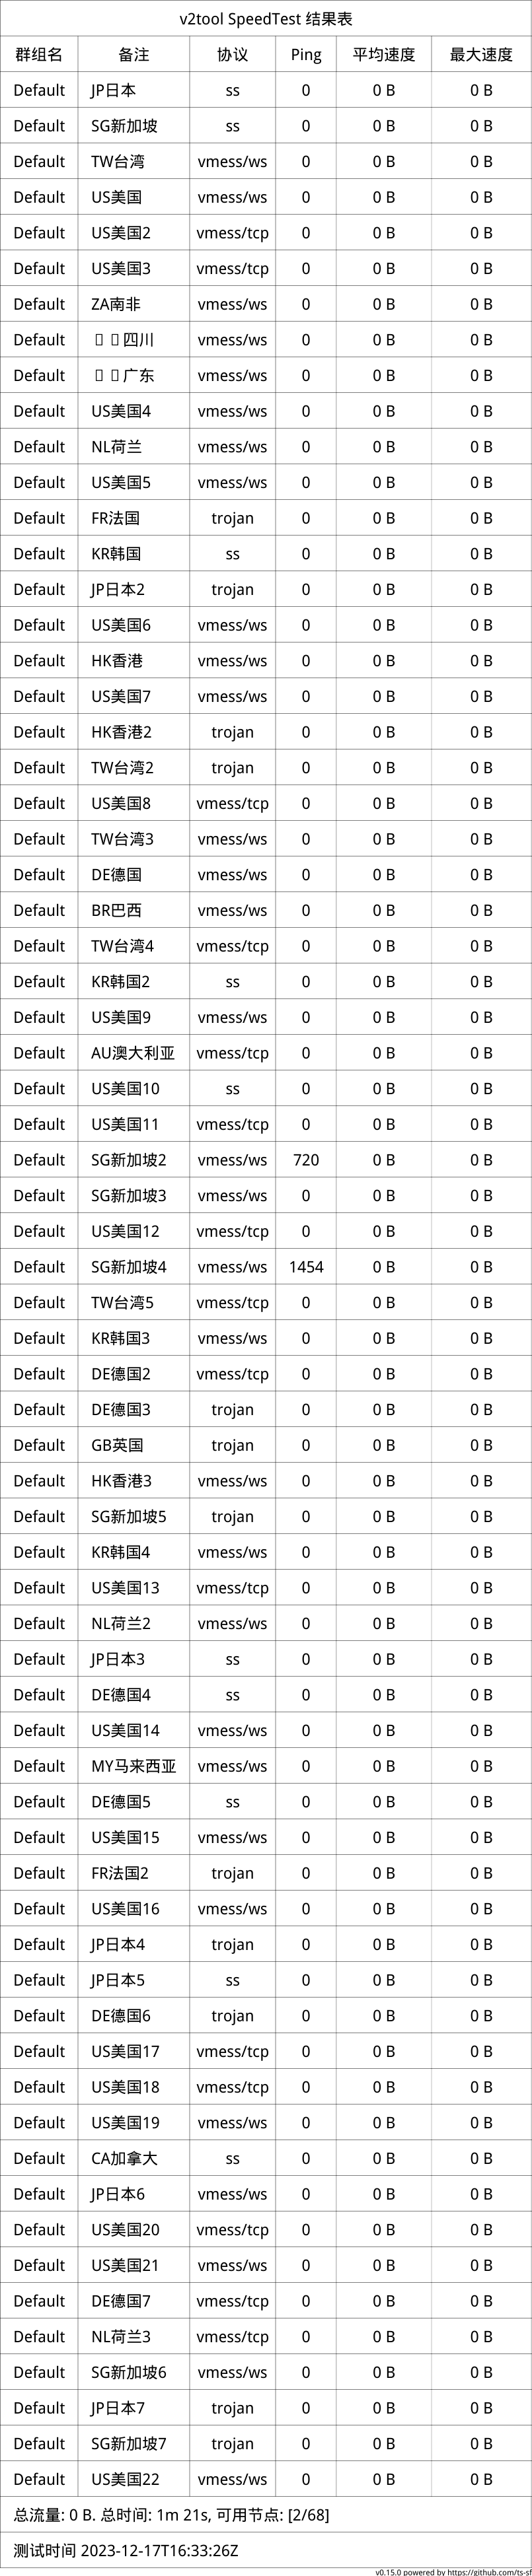 v2tool SpeedTest 结果表
群组名 备注 协议 Ping 平均速度 最大速度
Default JP日本 ss 0 0 B 0 B
Default SG新加坡 ss 0 0 B 0 B
Default TW台湾 vmess/ws 0 0 B 0 B
Default US美国 vmess/ws 0 0 B 0 B
Default US美国2 vmess/tcp 0 0 B 0 B
Default US美国3 vmess/tcp 0 0 B 0 B
Default ZA南非 vmess/ws 0 0 B 0 B
Default 四川 vmess/ws 0 0 B 0 B
Default 广东 vmess/ws 0 0 B 0 B
Default US美国4 vmess/ws 0 0 B 0 B
Default NL荷兰 vmess/ws 0 0 B 0 B
Default US美国5 vmess/ws 0 0 B 0 B
Default FR法国 trojan 0 0 B 0 B
Default KR韩国 ss 0 0 B 0 B
Default JP日本2 trojan 0 0 B 0 B
Default US美国6 vmess/ws 0 0 B 0 B
Default HK香港 vmess/ws 0 0 B 0 B
Default US美国7 vmess/ws 0 0 B 0 B
Default HK香港2 trojan 0 0 B 0 B
Default TW台湾2 trojan 0 0 B 0 B
Default US美国8 vmess/tcp 0 0 B 0 B
Default TW台湾3 vmess/ws 0 0 B 0 B
Default DE德国 vmess/ws 0 0 B 0 B
Default BR巴西 vmess/ws 0 0 B 0 B
Default TW台湾4 vmess/tcp 0 0 B 0 B
Default KR韩国2 ss 0 0 B 0 B
Default US美国9 vmess/ws 0 0 B 0 B
Default AU澳大利亚 vmess/tcp 0 0 B 0 B
Default US美国10 ss 0 0 B 0 B
Default US美国11 vmess/tcp 0 0 B 0 B
Default SG新加坡2 vmess/ws 720 0 B 0 B
Default SG新加坡3 vmess/ws 0 0 B 0 B
Default US美国12 vmess/tcp 0 0 B 0 B
Default SG新加坡4 vmess/ws 1454 0 B 0 B
Default TW台湾5 vmess/tcp 0 0 B 0 B
Default KR韩国3 vmess/ws 0 0 B 0 B
Default DE德国2 vmess/tcp 0 0 B 0 B
Default DE德国3 trojan 0 0 B 0 B
Default GB英国 trojan 0 0 B 0 B
Default HK香港3 vmess/ws 0 0 B 0 B
Default SG新加坡5 trojan 0 0 B 0 B
Default KR韩国4 vmess/ws 0 0 B 0 B
Default US美国13 vmess/tcp 0 0 B 0 B
Default NL荷兰2 vmess/ws 0 0 B 0 B
Default JP日本3 ss 0 0 B 0 B
Default DE德国4 ss 0 0 B 0 B
Default US美国14 vmess/ws 0 0 B 0 B
Default MY马来西亚 vmess/ws 0 0 B 0 B
Default DE德国5 ss 0 0 B 0 B
Default US美国15 vmess/ws 0 0 B 0 B
Default FR法国2 trojan 0 0 B 0 B
Default US美国16 vmess/ws 0 0 B 0 B
Default JP日本4 trojan 0 0 B 0 B
Default JP日本5 ss 0 0 B 0 B
Default DE德国6 trojan 0 0 B 0 B
Default US美国17 vmess/tcp 0 0 B 0 B
Default US美国18 vmess/tcp 0 0 B 0 B
Default US美国19 vmess/ws 0 0 B 0 B
Default CA加拿大 ss 0 0 B 0 B
Default JP日本6 vmess/ws 0 0 B 0 B
Default US美国20 vmess/tcp 0 0 B 0 B
Default US美国21 vmess/ws 0 0 B 0 B
Default DE德国7 vmess/tcp 0 0 B 0 B
Default NL荷兰3 vmess/tcp 0 0 B 0 B
Default SG新加坡6 vmess/ws 0 0 B 0 B
Default JP日本7 trojan 0 0 B 0 B
Default SG新加坡7 trojan 0 0 B 0 B
Default US美国22 vmess/ws 0 0 B 0 B
总流量: 0 B. 总时间: 1m 21s, 可用节点: [2/68]
测试时间 2023-12-17T16:33:26Z
v0.15.0 powered by